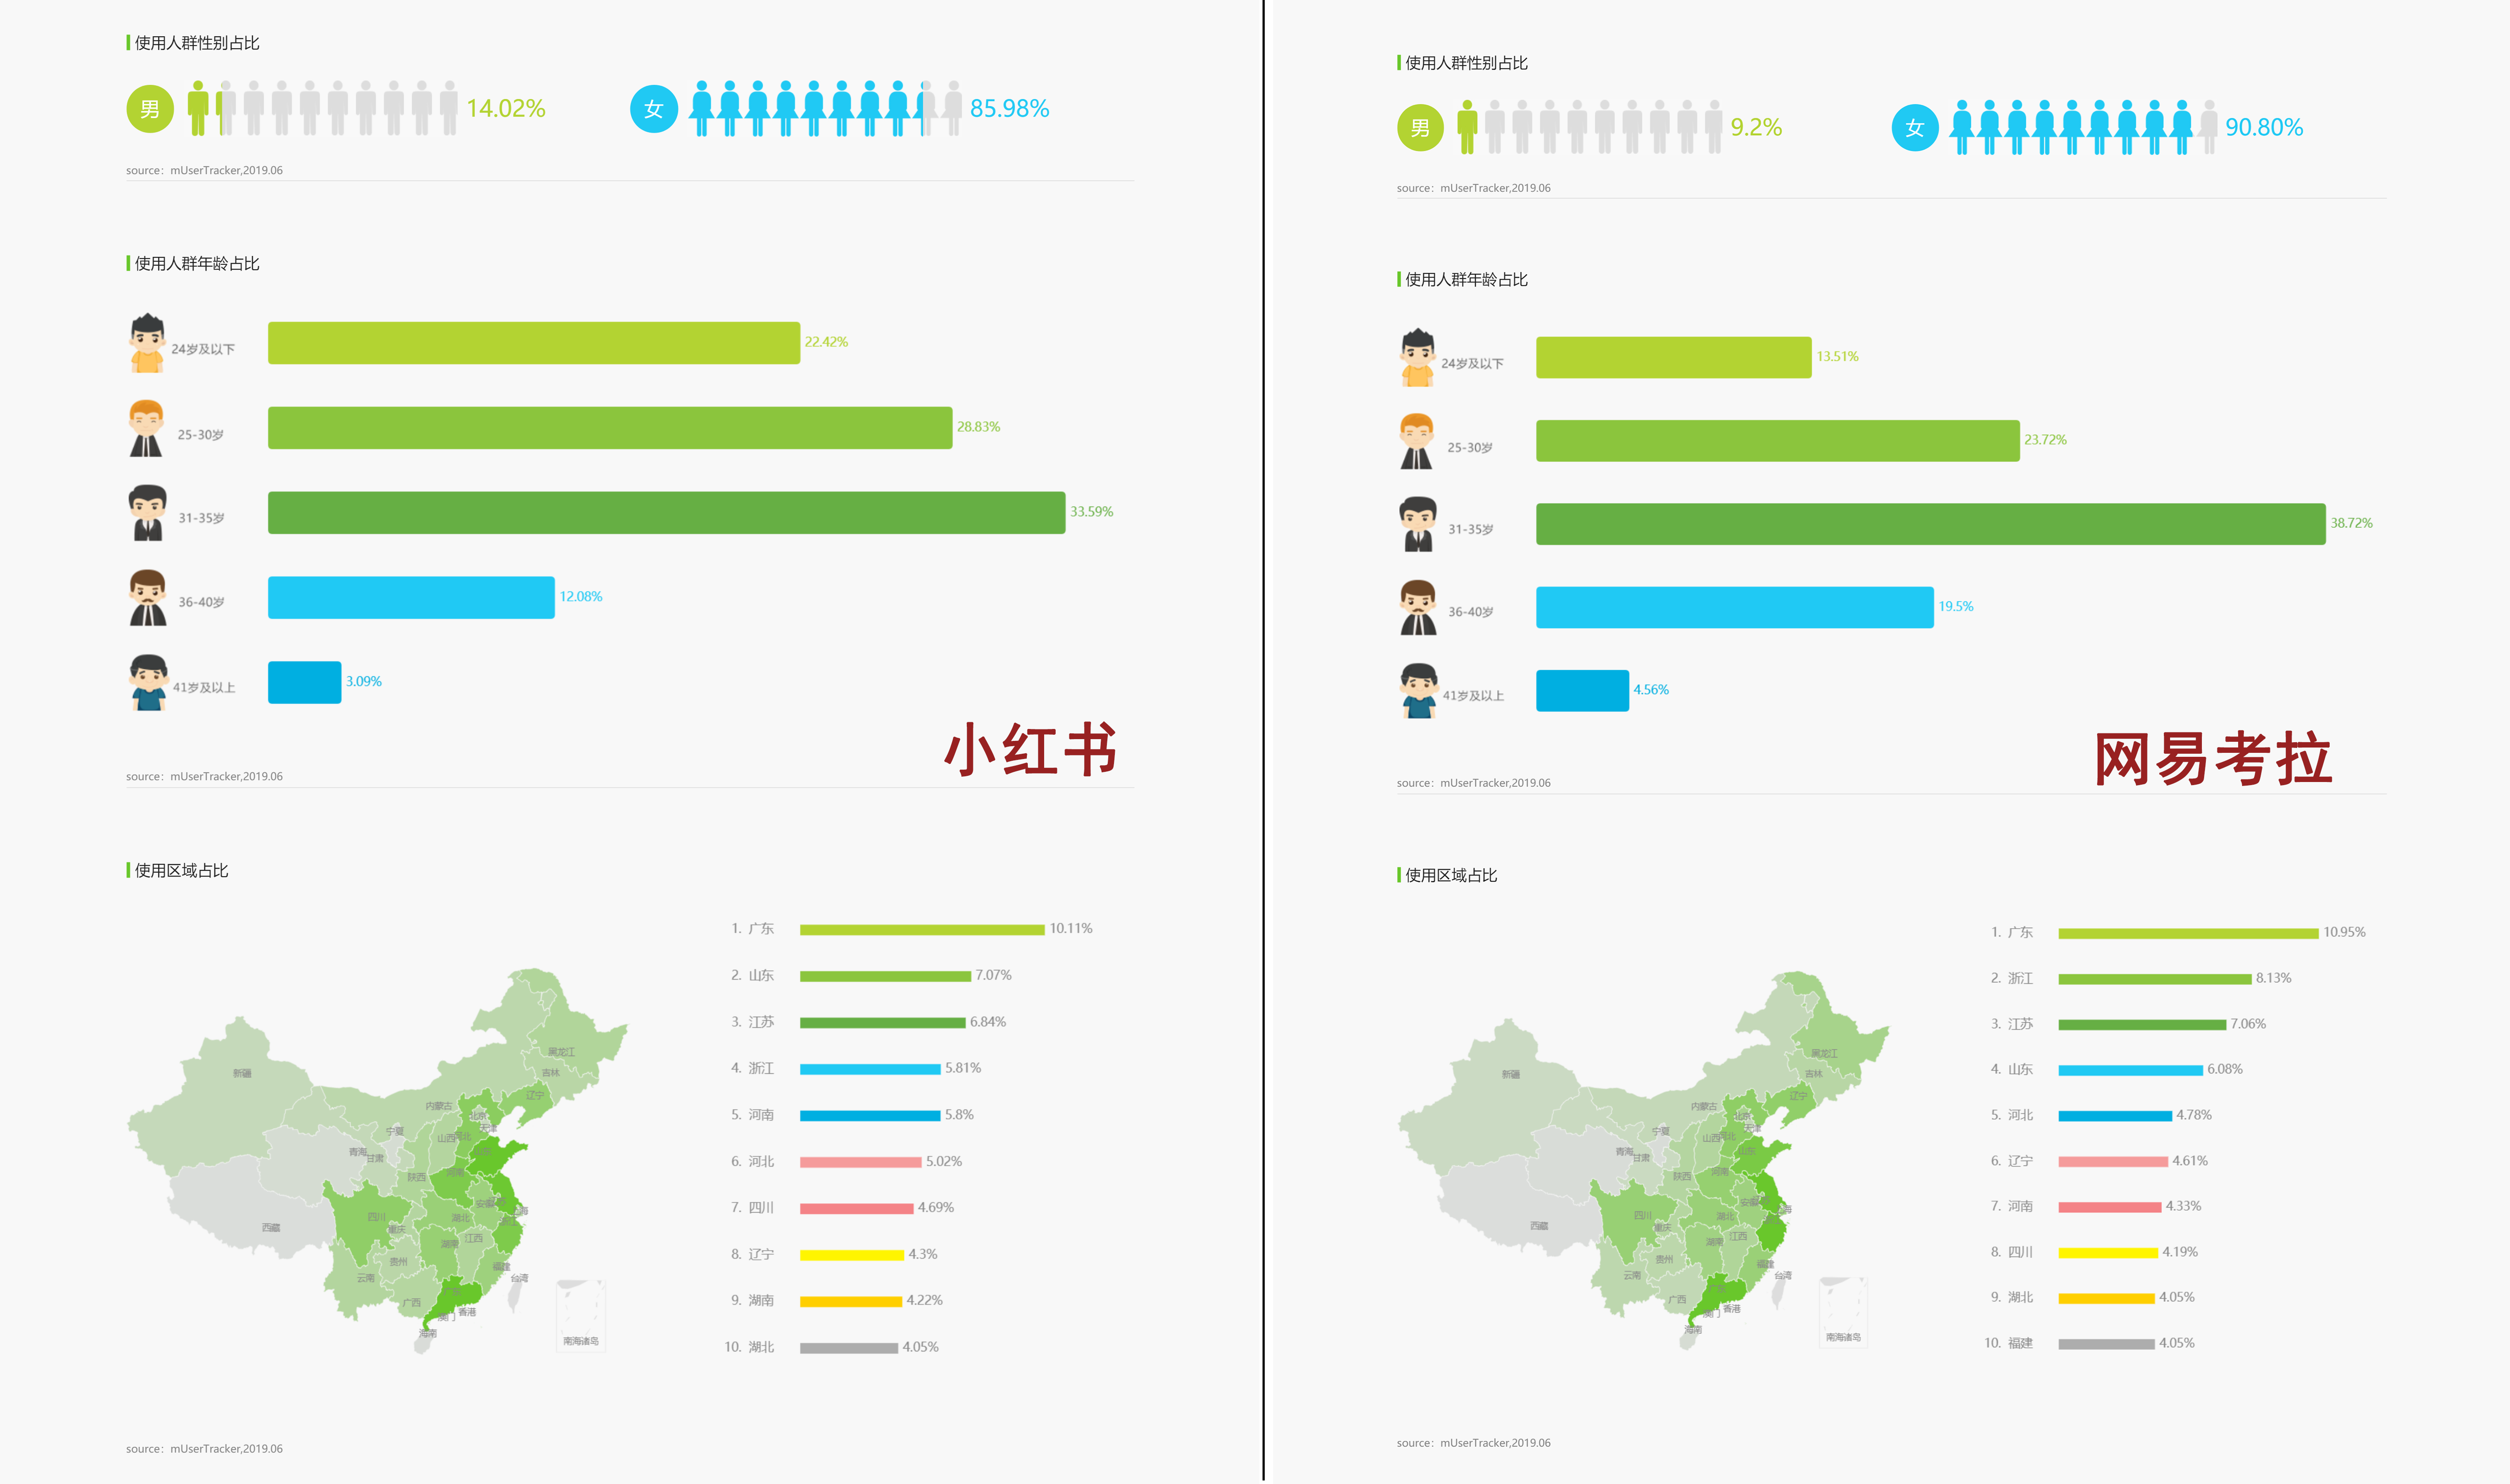 使用人群性别占比
男 14.02% 女 85.98%
source：mUserTracker,2019.06
使用人群年龄占比
24岁及以下 22.42%
25-30岁 28.83%
31-35岁 33.59%
36-40岁 12.08%
41岁及以上 3.09%
小红书
source：mUserTracker,2019.06
使用区域占比
黑龙江
新疆
吉林
辽宁
内蒙古
北京
天津
宁夏
山西
河北
青海
甘肃
山东
陕西
河南
四川
重庆
湖北
安徽
上海
浙江
西藏
湖南
江西
贵州
福建
云南
台湾
广西
广东
香港
澳门
海南
南海诸岛
1. 广东 10.11%
2. 山东 7.07%
3. 江苏 6.84%
4. 浙江 5.81%
5. 河南 5.8%
6. 河北 5.02%
7. 四川 4.69%
8. 辽宁 4.3%
9. 湖南 4.22%
10. 湖北 4.05%
source：mUserTracker,2019.06
使用人群性别占比
男 9.2% 女 90.80%
source：mUserTracker,2019.06
使用人群年龄占比
24岁及以下 13.51%
25-30岁 23.72%
31-35岁 38.72%
36-40岁 19.5%
41岁及以上 4.56%
网易考拉
source：mUserTracker,2019.06
使用区域占比
黑龙江
新疆
吉林
辽宁
内蒙古
北京
天津
宁夏
山西
河北
青海
甘肃
山东
陕西
河南
四川
重庆
湖北
安徽
上海
西藏
湖南
江西
贵州
福建
云南
台湾
广西
香港
澳门
海南
南海诸岛
1. 广东 10.95%
2. 浙江 8.13%
3. 江苏 7.06%
4. 山东 6.08%
5. 河北 4.78%
6. 辽宁 4.61%
7. 河南 4.33%
8. 四川 4.19%
9. 湖北 4.05%
10. 福建 4.05%
source：mUserTracker,2019.06